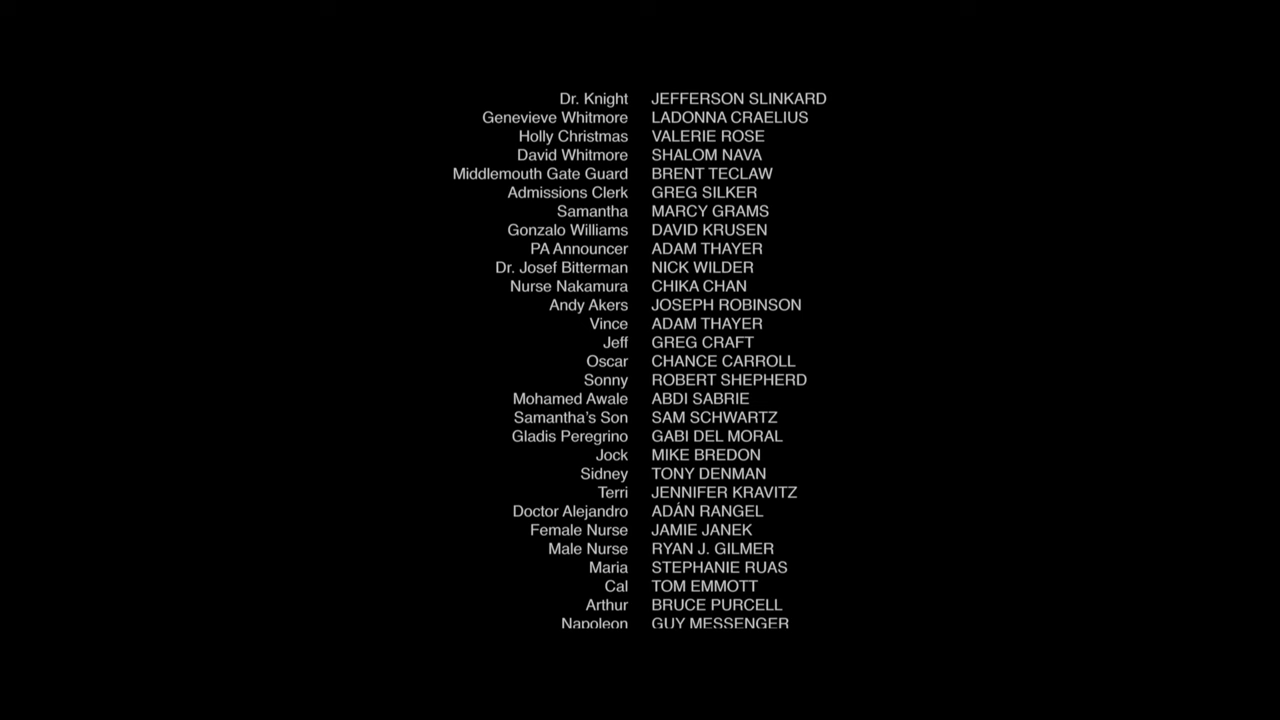 Dr. Knight JEFFERSON SLINKARD
Genevieve Whitmore LADONNA CRAELIUS
Holly Christmas VALERIE ROSE
David Whitmore SHALOM NAVA
Middlemouth Gate Guard BRENT TECLAW
Admissions Clerk GREG SILKER
Samantha MARCY GRAMS
Gonzalo Williams DAVID KRUSEN
PA Announcer ADAM THAYER
Dr. Josef Bitterman NICK WILDER
Nurse Nakamura CHIKA CHAN
Andy Akers JOSEPH ROBINSON
Vince ADAM THAYER
Jeff GREG CRAFT
Oscar CHANCE CARROLL
Sonny ROBERT SHEPHERD
Mohamed Awale ABDI SABRIE
Samantha’s Son SAM SCHWARTZ
Gladis Peregrino GABI DEL MORAL
Jock MIKE BREDON
Sidney TONY DENMAN
Terri JENNIFER KRAVITZ
Doctor Alejandro ADÁN RANGEL
Female Nurse JAMIE JANEK
Male Nurse RYAN J. GILMER
Maria STEPHANIE RUAS
Cal TOM EMMOTT
Arthur BRUCE PURCELL
Napoleon GUY MESSENGER